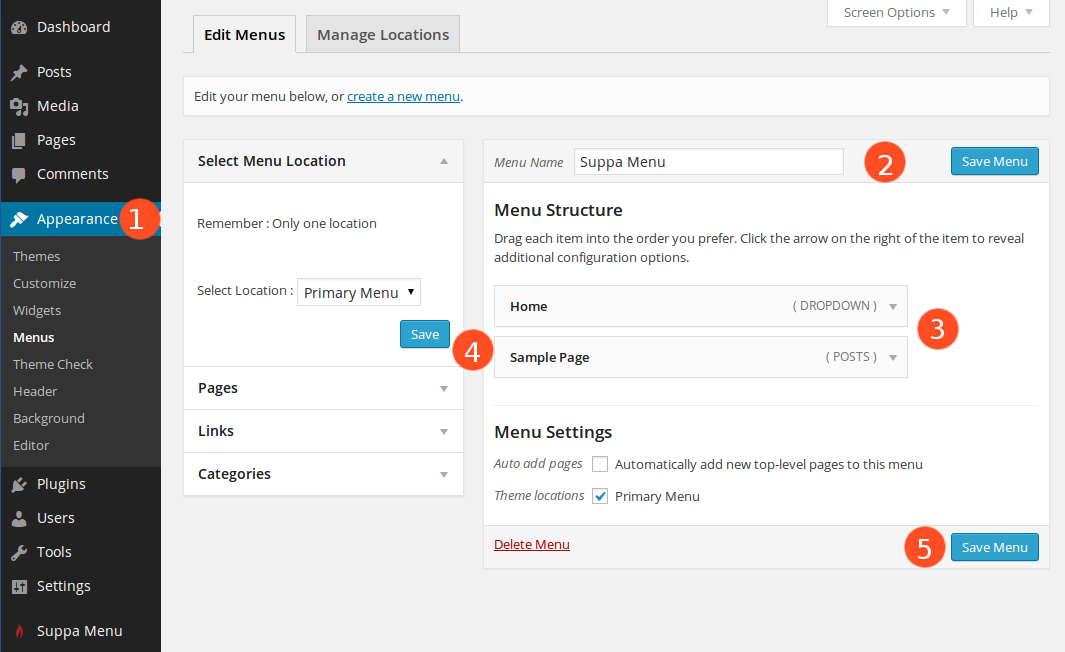 Dashboard
Posts
Media
Pages
Comments
Appearance
1
Themes
Customize
Widgets
Menus
Theme Check
Header
Background
Editor
Plugins
Users
Tools
Settings
Suppa Menu
Screen Options
Help
Edit Menus
Manage Locations
Edit your menu below, or create a new menu.
Select Menu Location
Remember : Only one location
Select Location : Primary Menu
Save
4
Pages
Links
Categories
Menu Name Suppa Menu
2
Save Menu
Menu Structure
Drag each item into the order you prefer. Click the arrow on the right of the item to reveal
additional configuration options.
Home ( DROPDOWN )
3
Sample Page ( POSTS )
Menu Settings
Auto add pages Automatically add new top-level pages to this menu
Theme locations Primary Menu
Delete Menu
5
Save Menu